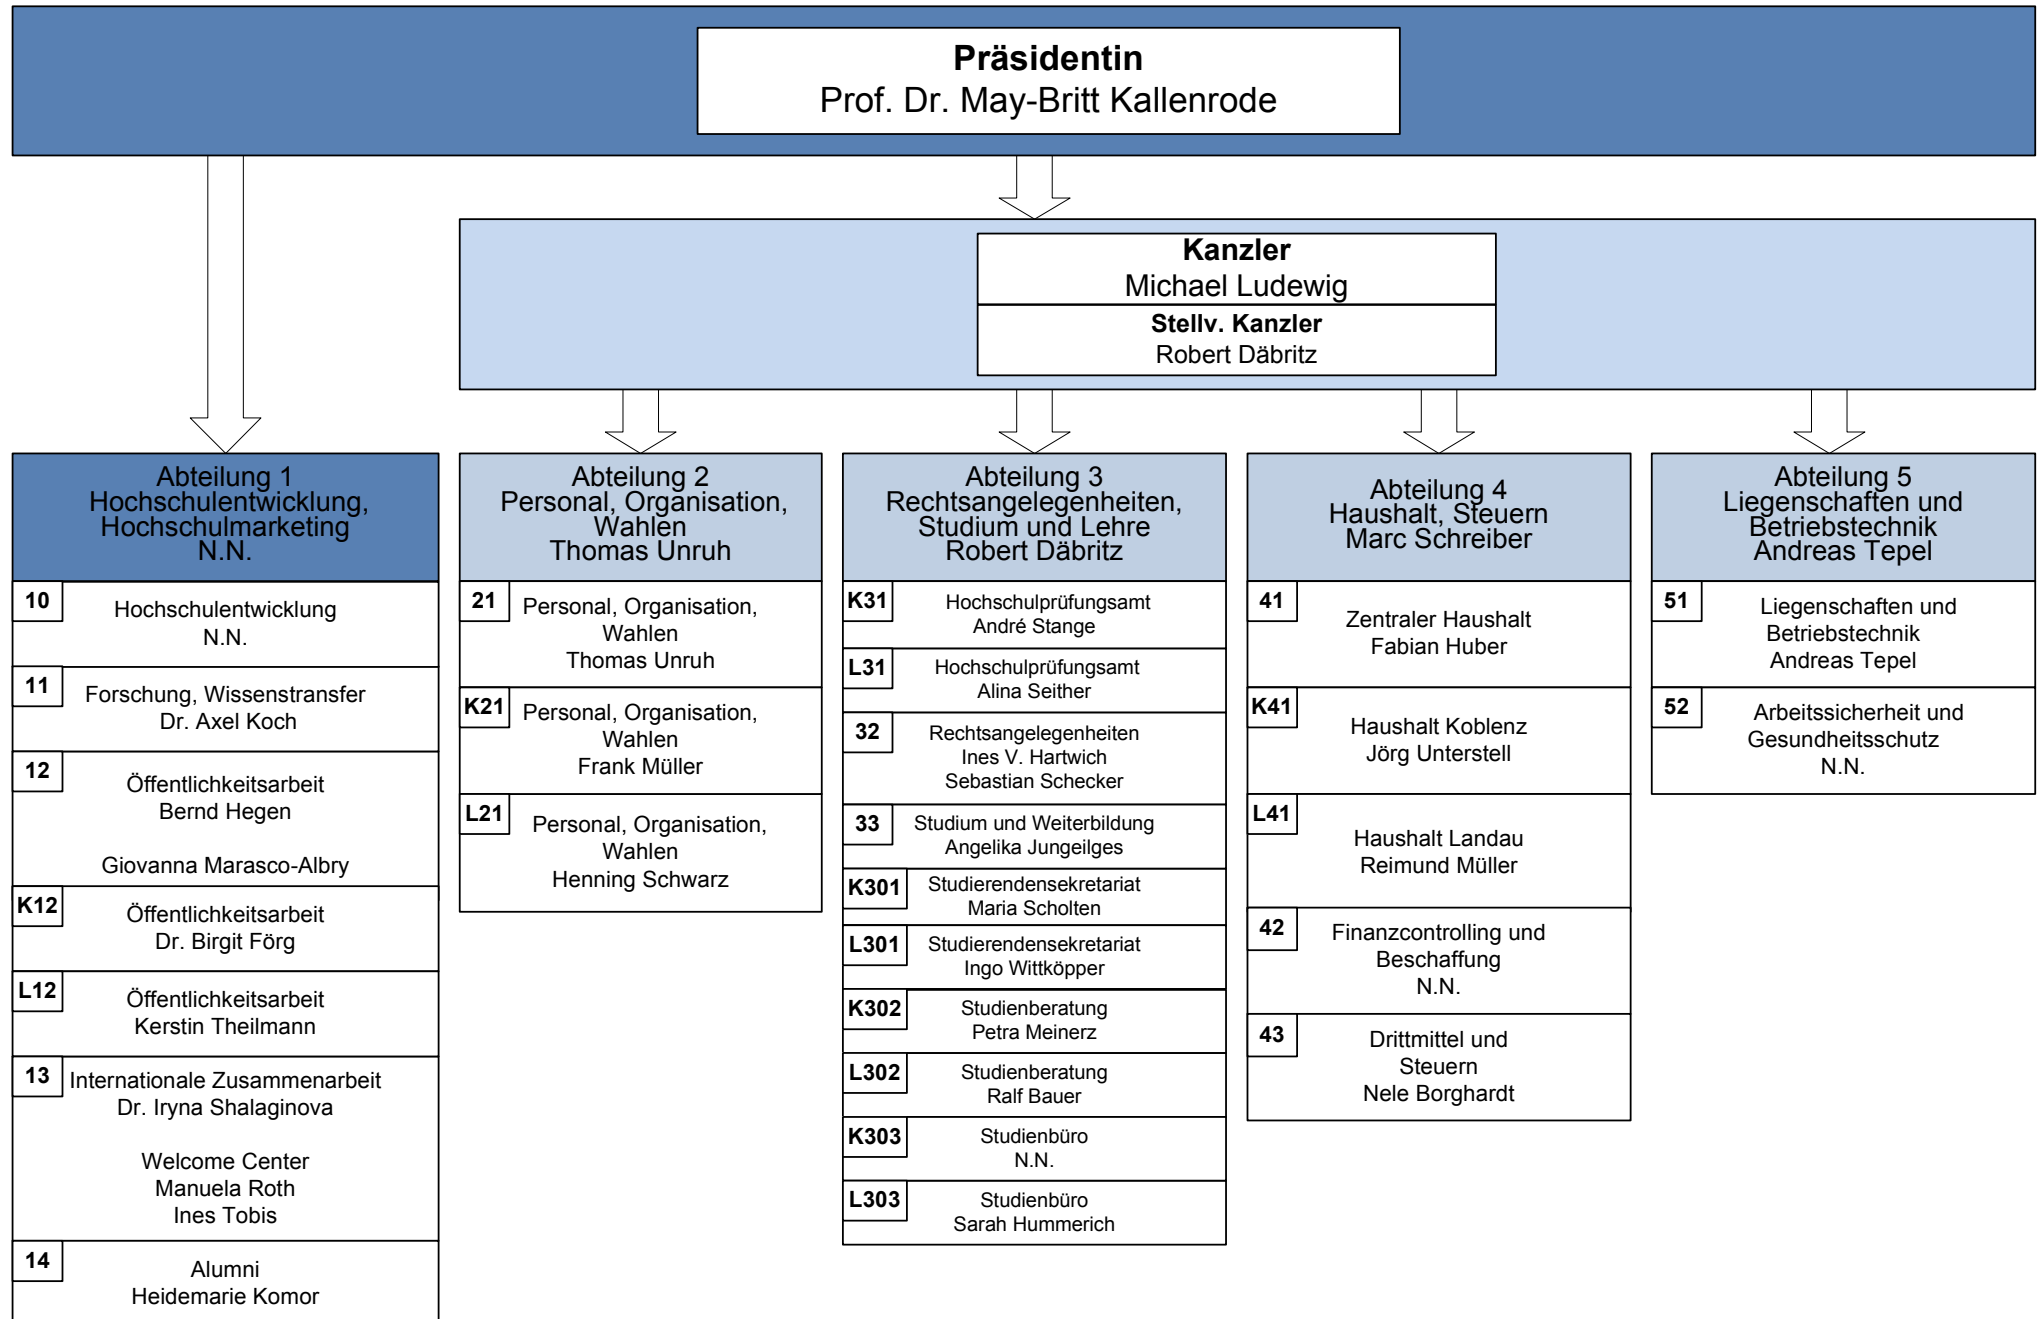 Präsidentin
Prof. Dr. May-Britt Kallenrode
Kanzler
Michael Ludewig
Stellv. Kanzler
Robert Däbritz
Abteilung 1
Hochschulentwicklung,
Hochschulmarketing
N.N.
10
Hochschulentwicklung
N.N.
11
Forschung, Wissenstransfer
Dr. Axel Koch
12
Öffentlichkeitsarbeit
Bernd Hegen
Giovanna Marasco-Albry
K12
Öffentlichkeitsarbeit
Dr. Birgit Förg
L12
Öffentlichkeitsarbeit
Kerstin Theilmann
13
Internationale Zusammenarbeit
Dr. Iryna Shalaginova
Welcome Center
Manuela Roth
Ines Tobis
14
Alumni
Heidemarie Komor
Abteilung 2
Personal, Organisation,
Wahlen
Thomas Unruh
21
Personal, Organisation,
Wahlen
Thomas Unruh
K21
Personal, Organisation,
Wahlen
Frank Müller
L21
Personal, Organisation,
Wahlen
Henning Schwarz
Abteilung 3
Rechtsangelegenheiten,
Studium und Lehre
Robert Däbritz
K31
Hochschulprüfungsamt
André Stange
L31
Hochschulprüfungsamt
Alina Seither
32
Rechtsangelegenheiten
Ines V. Hartwich
Sebastian Schecker
33
Studium und Weiterbildung
Angelika Jungeilges
K301
Studierendensekretariat
Maria Scholten
L301
Studierendensekretariat
Ingo Wittköpper
K302
Studienberatung
Petra Meinerz
L302
Studienberatung
Ralf Bauer
K303
Studienbüro
N.N.
L303
Studienbüro
Sarah Hummerich
Abteilung 4
Haushalt, Steuern
Marc Schreiber
41
Zentraler Haushalt
Fabian Huber
K41
Haushalt Koblenz
Jörg Unterstell
L41
Haushalt Landau
Reimund Müller
42
Finanzcontrolling und
Beschaffung
N.N.
43
Drittmittel und
Steuern
Nele Borghardt
Abteilung 5
Liegenschaften und
Betriebstechnik
Andreas Tepel
51
Liegenschaften und
Betriebstechnik
Andreas Tepel
52
Arbeitssicherheit und
Gesundheitsschutz
N.N.